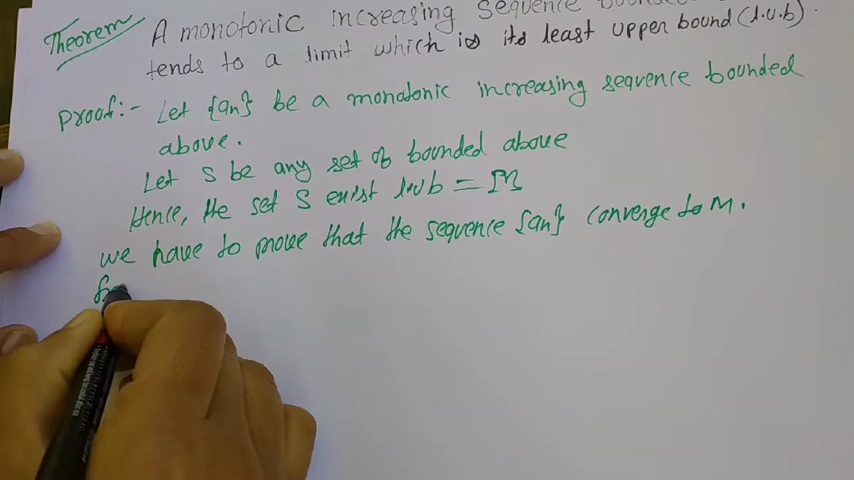 Theorem A monotonic increasing sequence
tends to a limit which is its least upper bound (l.u.b).
Proof:- Let {an} be a monotonic increasing sequence bounded
above.
Let S be any set of bounded above
Hence, the set S exist l.u.b = M
we have to prove that the sequence {an} converge to M.